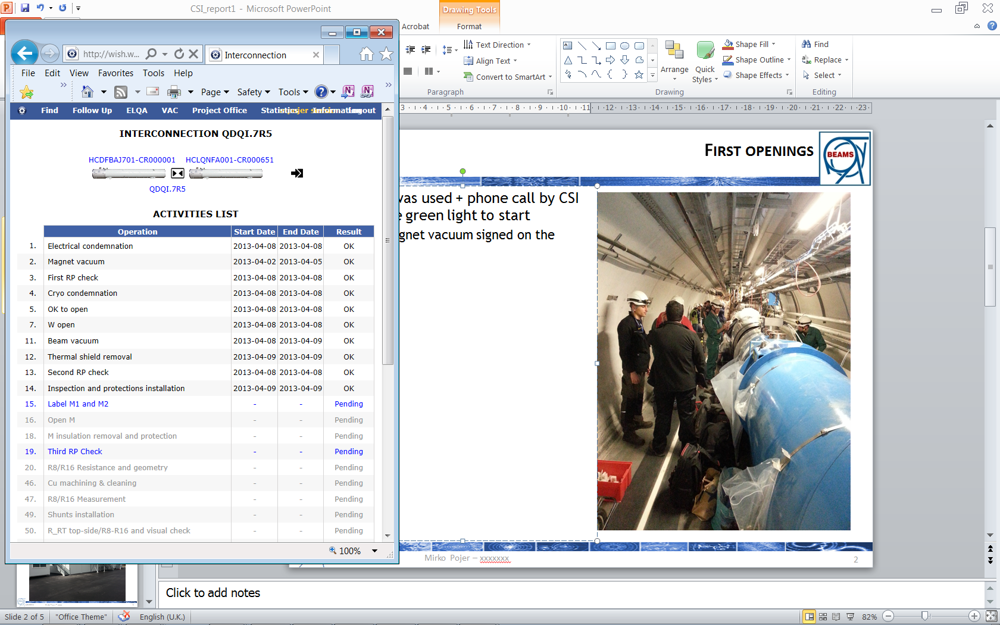 CSI_report1 - Microsoft PowerPoint
Drawing Tools
Acrobat
Format
Text Direction
Align Text
Convert to SmartArt
Paragraph
Arrange
Quick
Styles
Shape Fill
Shape Outline
Shape Effects
Drawing
Find
Replace
Select
Editing
http://wish.w...
Interconnection
File Edit View Favorites Tools Help
Page Safety Tools
Find Follow Up ELQA VAC Project Office Statistics Information Logout
INTERCONNECTION QDQI.7R5
HCDFBAJ701-CR000001 HCLQNFA001-CR000651
QDQI.7R5
ACTIVITIES LIST
Operation Start Date End Date Result
1. Electrical condemnation 2013-04-08 2013-04-08 OK
2. Magnet vacuum 2013-04-02 2013-04-05 OK
3. First RP check 2013-04-08 2013-04-08 OK
4. Cryo condemnation 2013-04-08 2013-04-08 OK
5. OK to open 2013-04-08 2013-04-08 OK
7. W open 2013-04-08 2013-04-08 OK
11. Beam vacuum 2013-04-08 2013-04-09 OK
12. Thermal shield removal 2013-04-09 2013-04-09 OK
13. Second RP check 2013-04-08 2013-04-08 OK
14. Inspection and protections installation 2013-04-09 2013-04-09 OK
15. Label M1 and M2 - - Pending
16. Open M - - Pending
18. M insulation removal and protection - - Pending
19. Third RP Check - - Pending
20. R8/R16 Resistance and geometry - - Pending
46. Cu machining & cleaning - - Pending
47. R8/R16 Measurement - - Pending
49. Shunts installation - - Pending
50. R_RT top-side/R8-R16 and visual check - - Pending
100%
3 4 5 6 7 8 9 10 11 12 13 14 15 16 17 18 19 20 21 22 23
FIRST OPENINGS
BEAMS
was used + phone call by CSI
green light to start
gnet vacuum signed on the
Mirko Pojer – xxxxxxx
2
Click to add notes
Slide 2 of 5 "Office Theme" English (U.K.) 82%